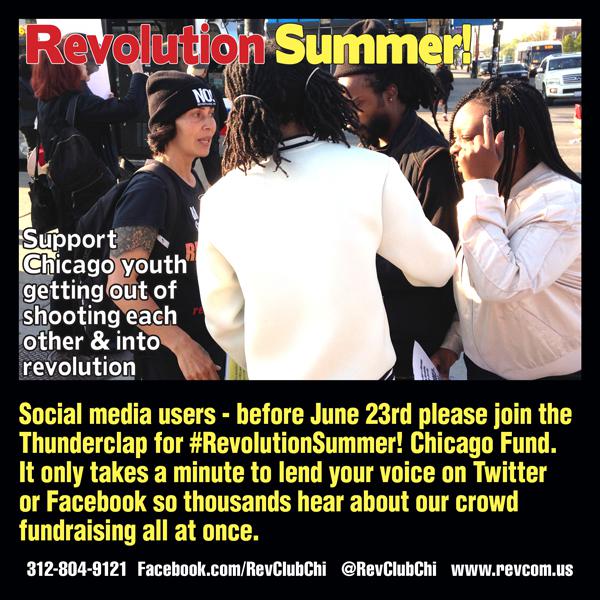 Revolution Summer!
NO!
Support
Chicago youth
getting out of
shooting each
other & into
revolution
Social media users - before June 23rd please join the
Thunderclap for #RevolutionSummer! Chicago Fund.
It only takes a minute to lend your voice on Twitter
or Facebook so thousands hear about our crowd
fundraising all at once.
312-804-9121 Facebook.com/RevClubChi @RevClubChi www.revcom.us